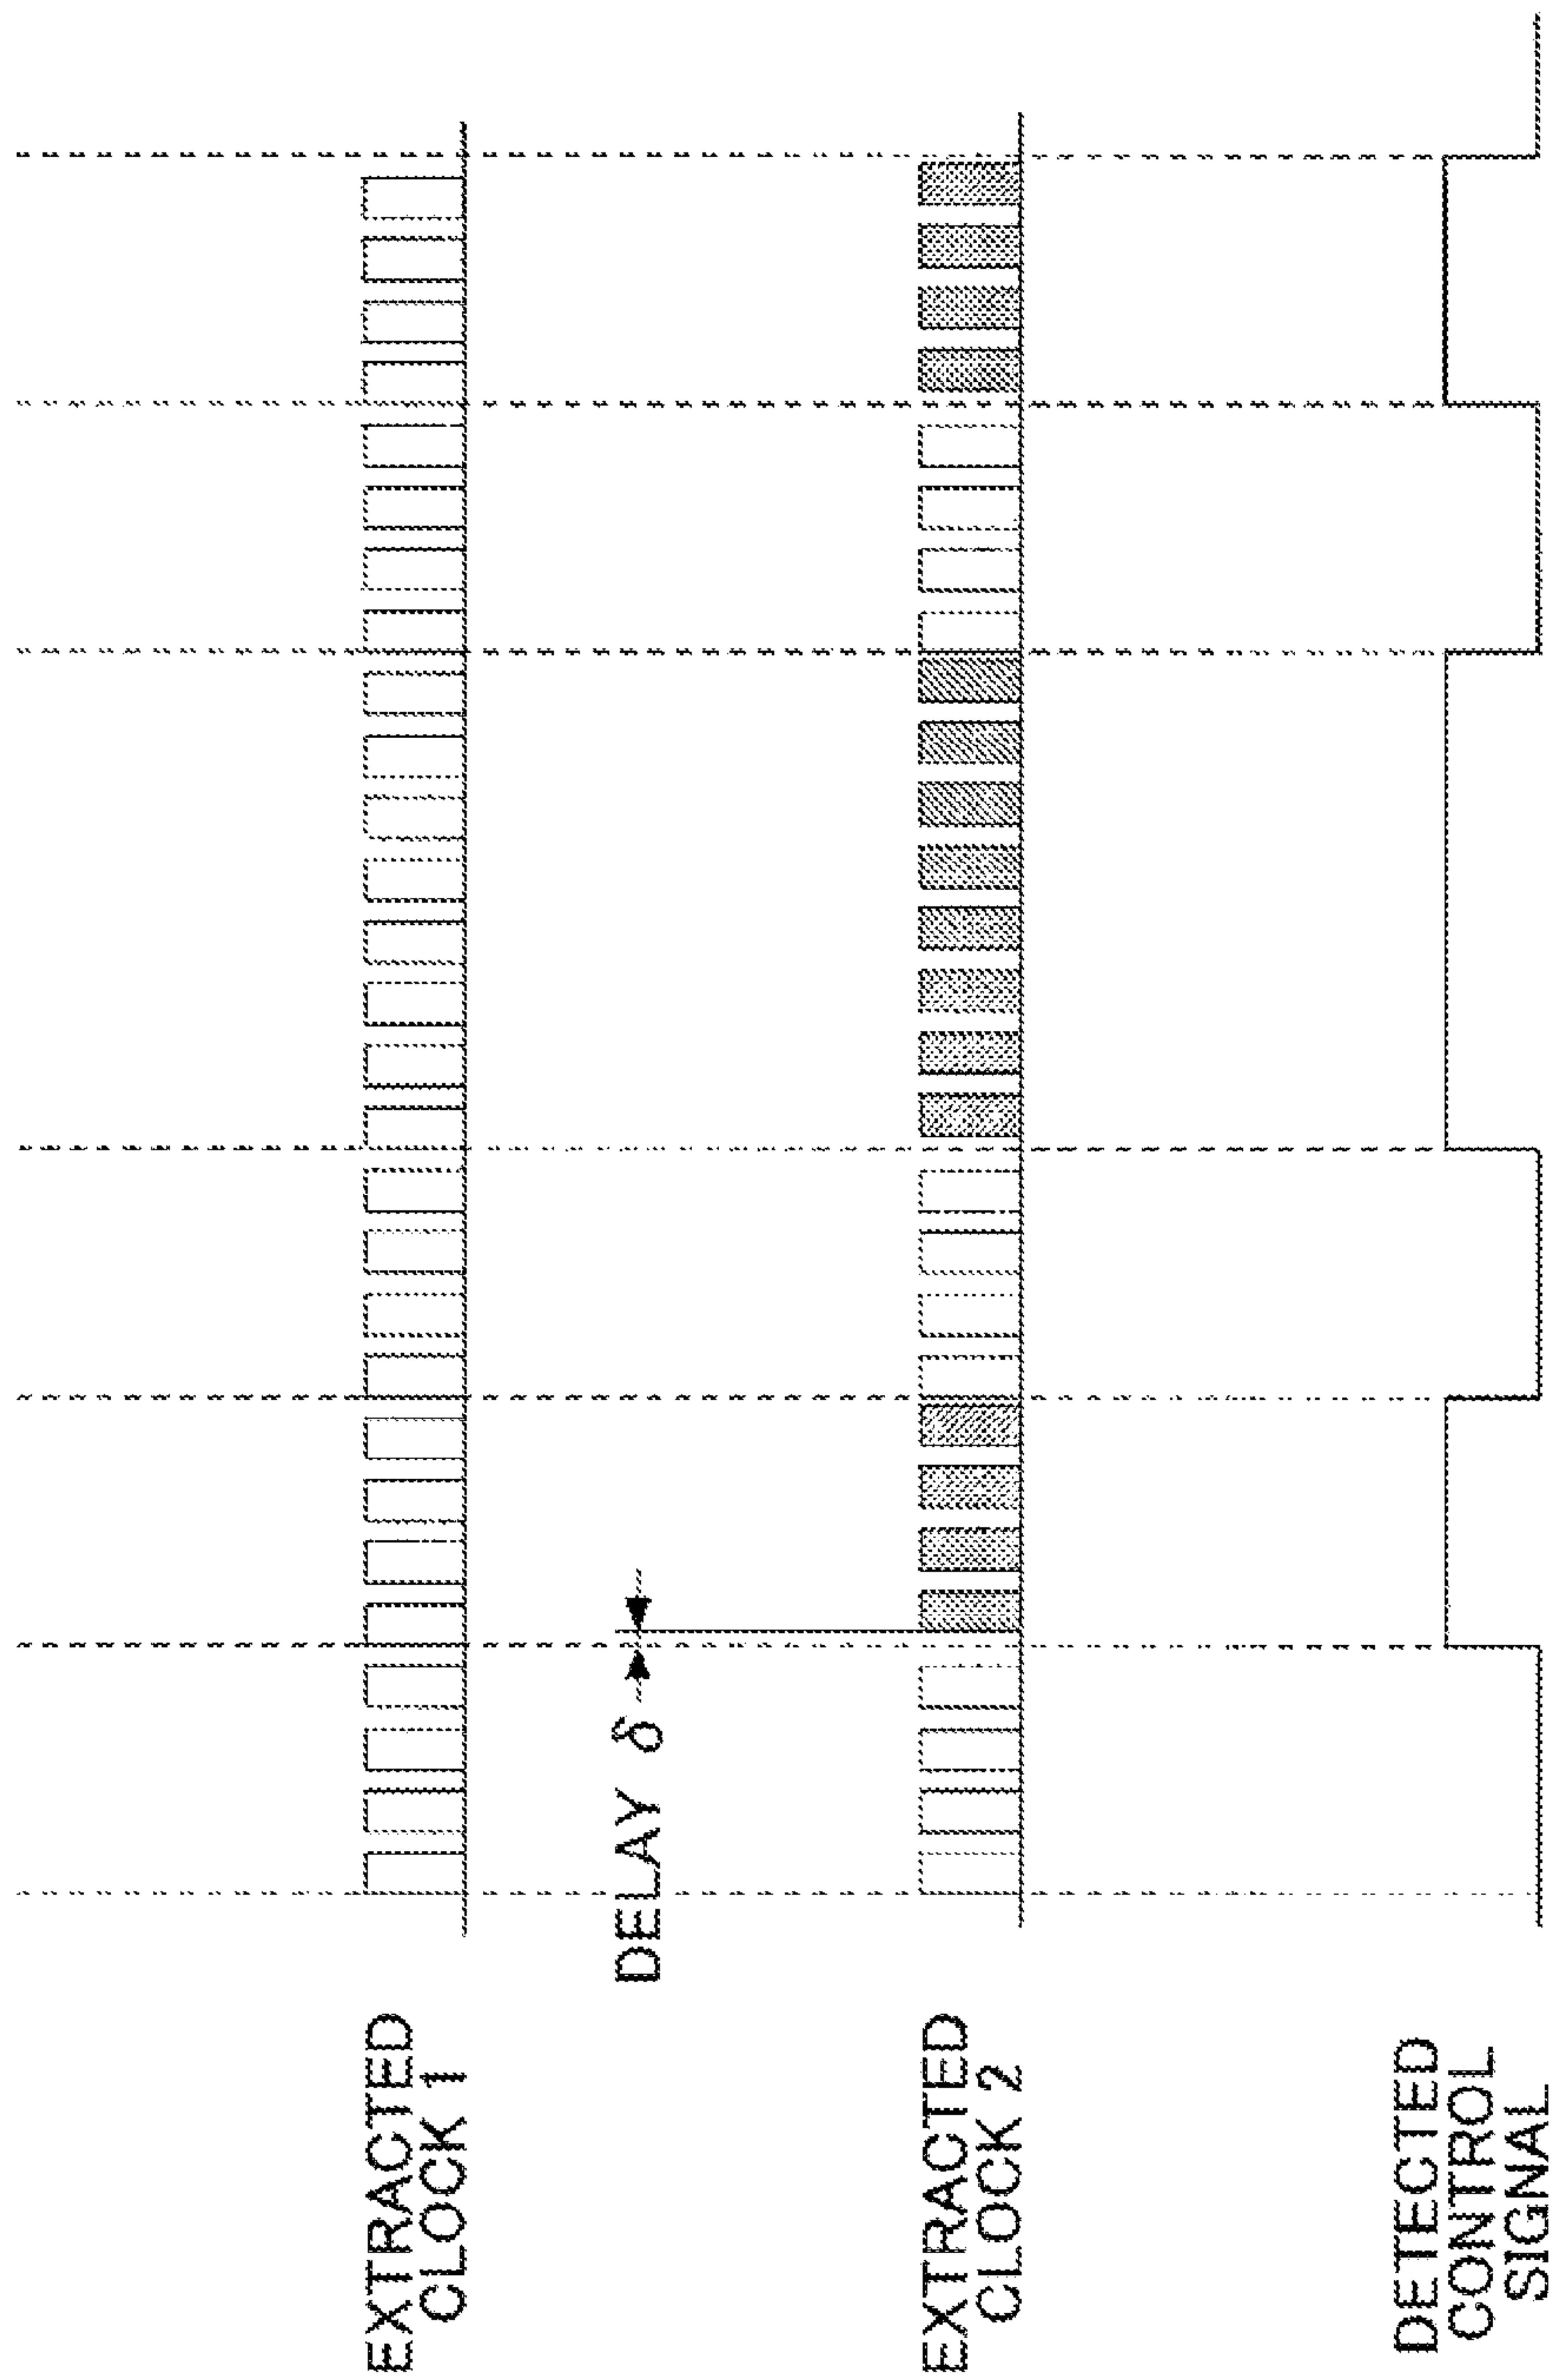 EXTRACTED
CLOCK 1
DELAY δ
EXTRACTED
CLOCK 2
DETECTED
CONTROL
SIGNAL